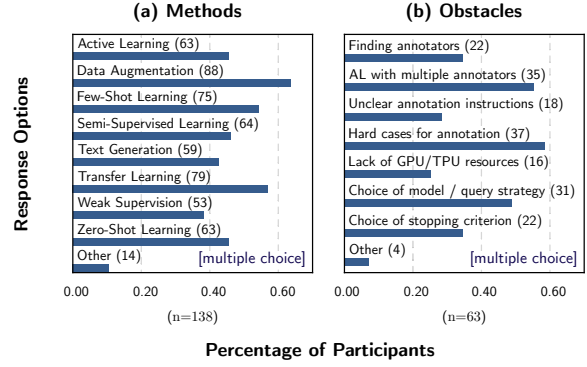 (a) Methods
Response Options
Active Learning (63)
Data Augmentation (88)
Few-Shot Learning (75)
Semi-Supervised Learning (64)
Text Generation (59)
Transfer Learning (79)
Weak Supervision (53)
Zero-Shot Learning (63)
Other (14)
[multiple choice]
0.00 0.20 0.40 0.60
(n=138)
(b) Obstacles
Finding annotators (22)
AL with multiple annotators (35)
Unclear annotation instructions (18)
Hard cases for annotation (37)
Lack of GPU/TPU resources (16)
Choice of model / query strategy (31)
Choice of stopping criterion (22)
Other (4)
[multiple choice]
0.00 0.20 0.40 0.60
(n=63)
Percentage of Participants